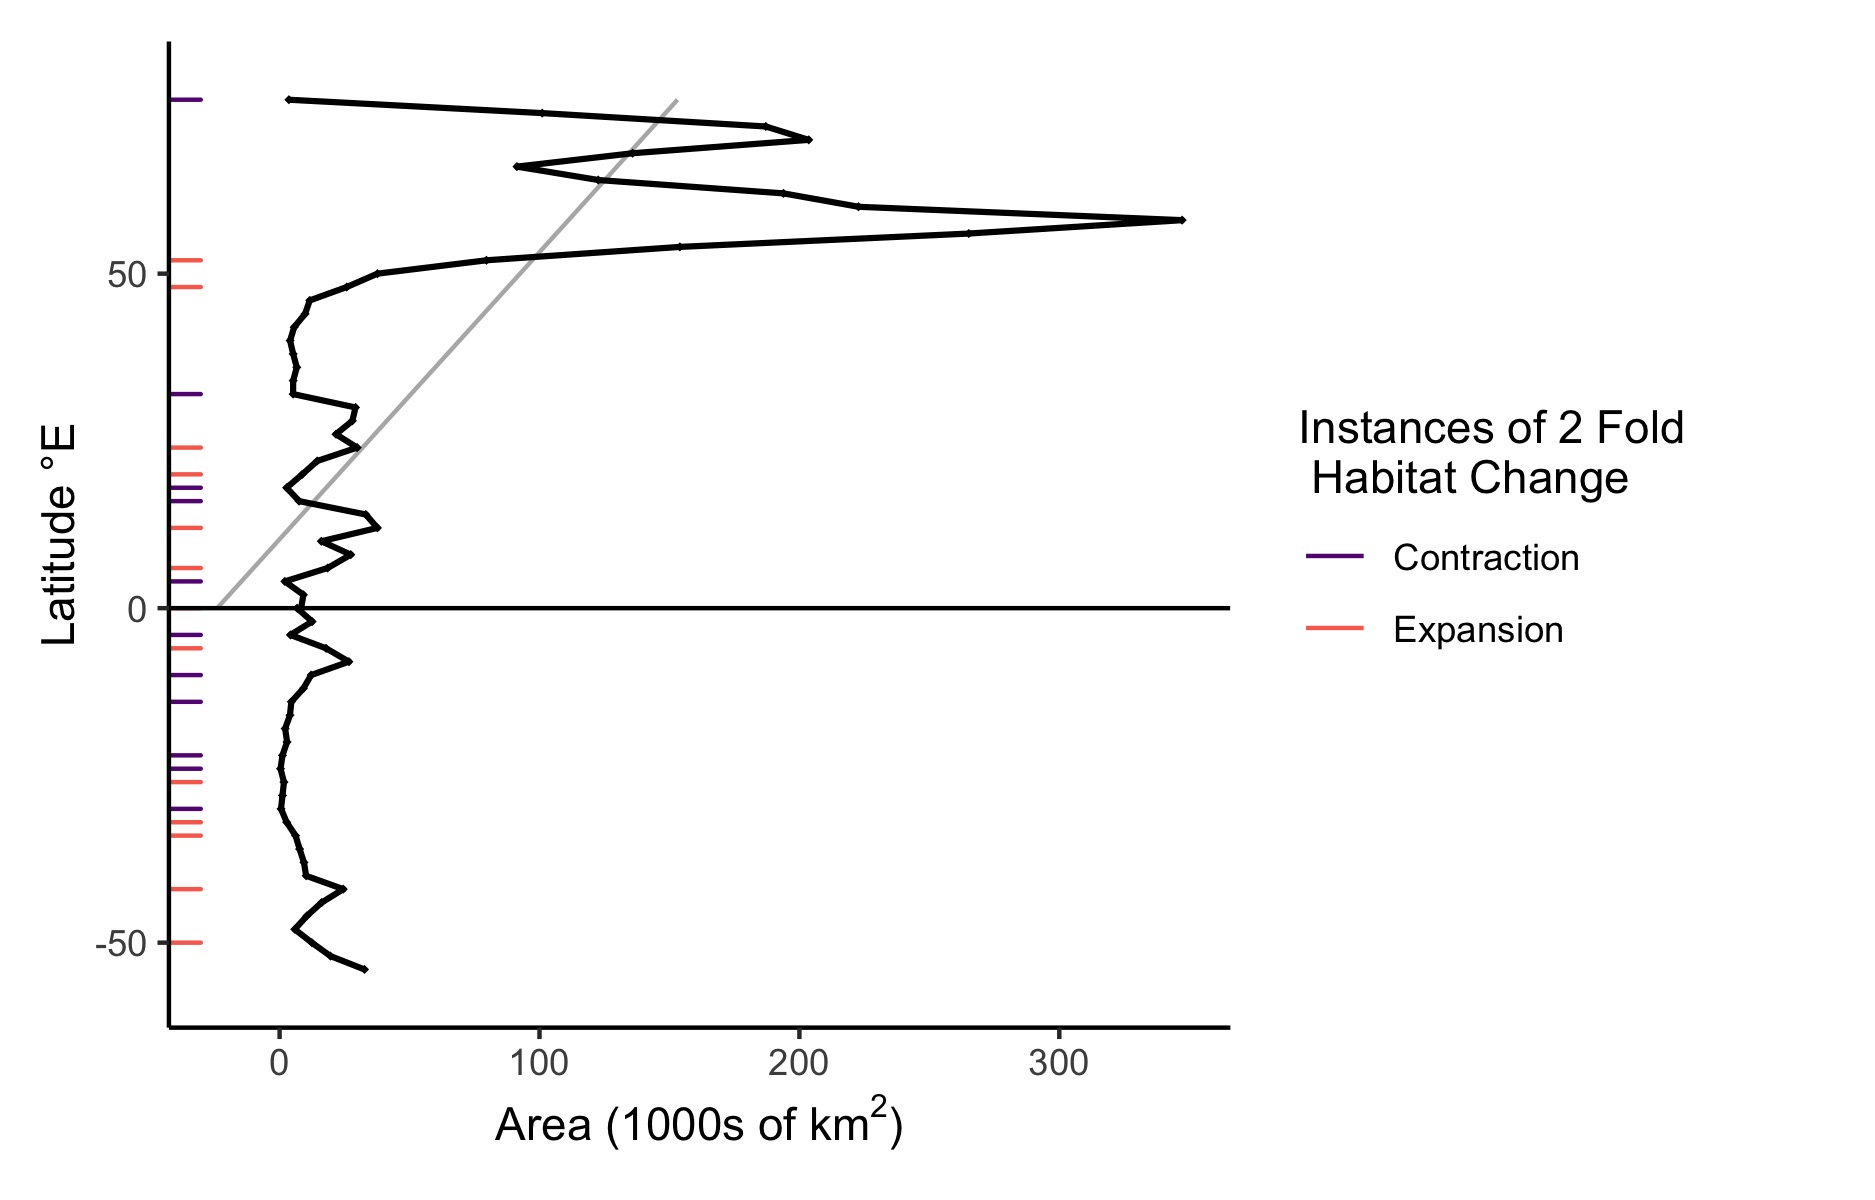 50
0
-50
Latitude °E
0
100
200
300
Area (1000s of km²)
Instances of 2 Fold
Habitat Change
Contraction
Expansion